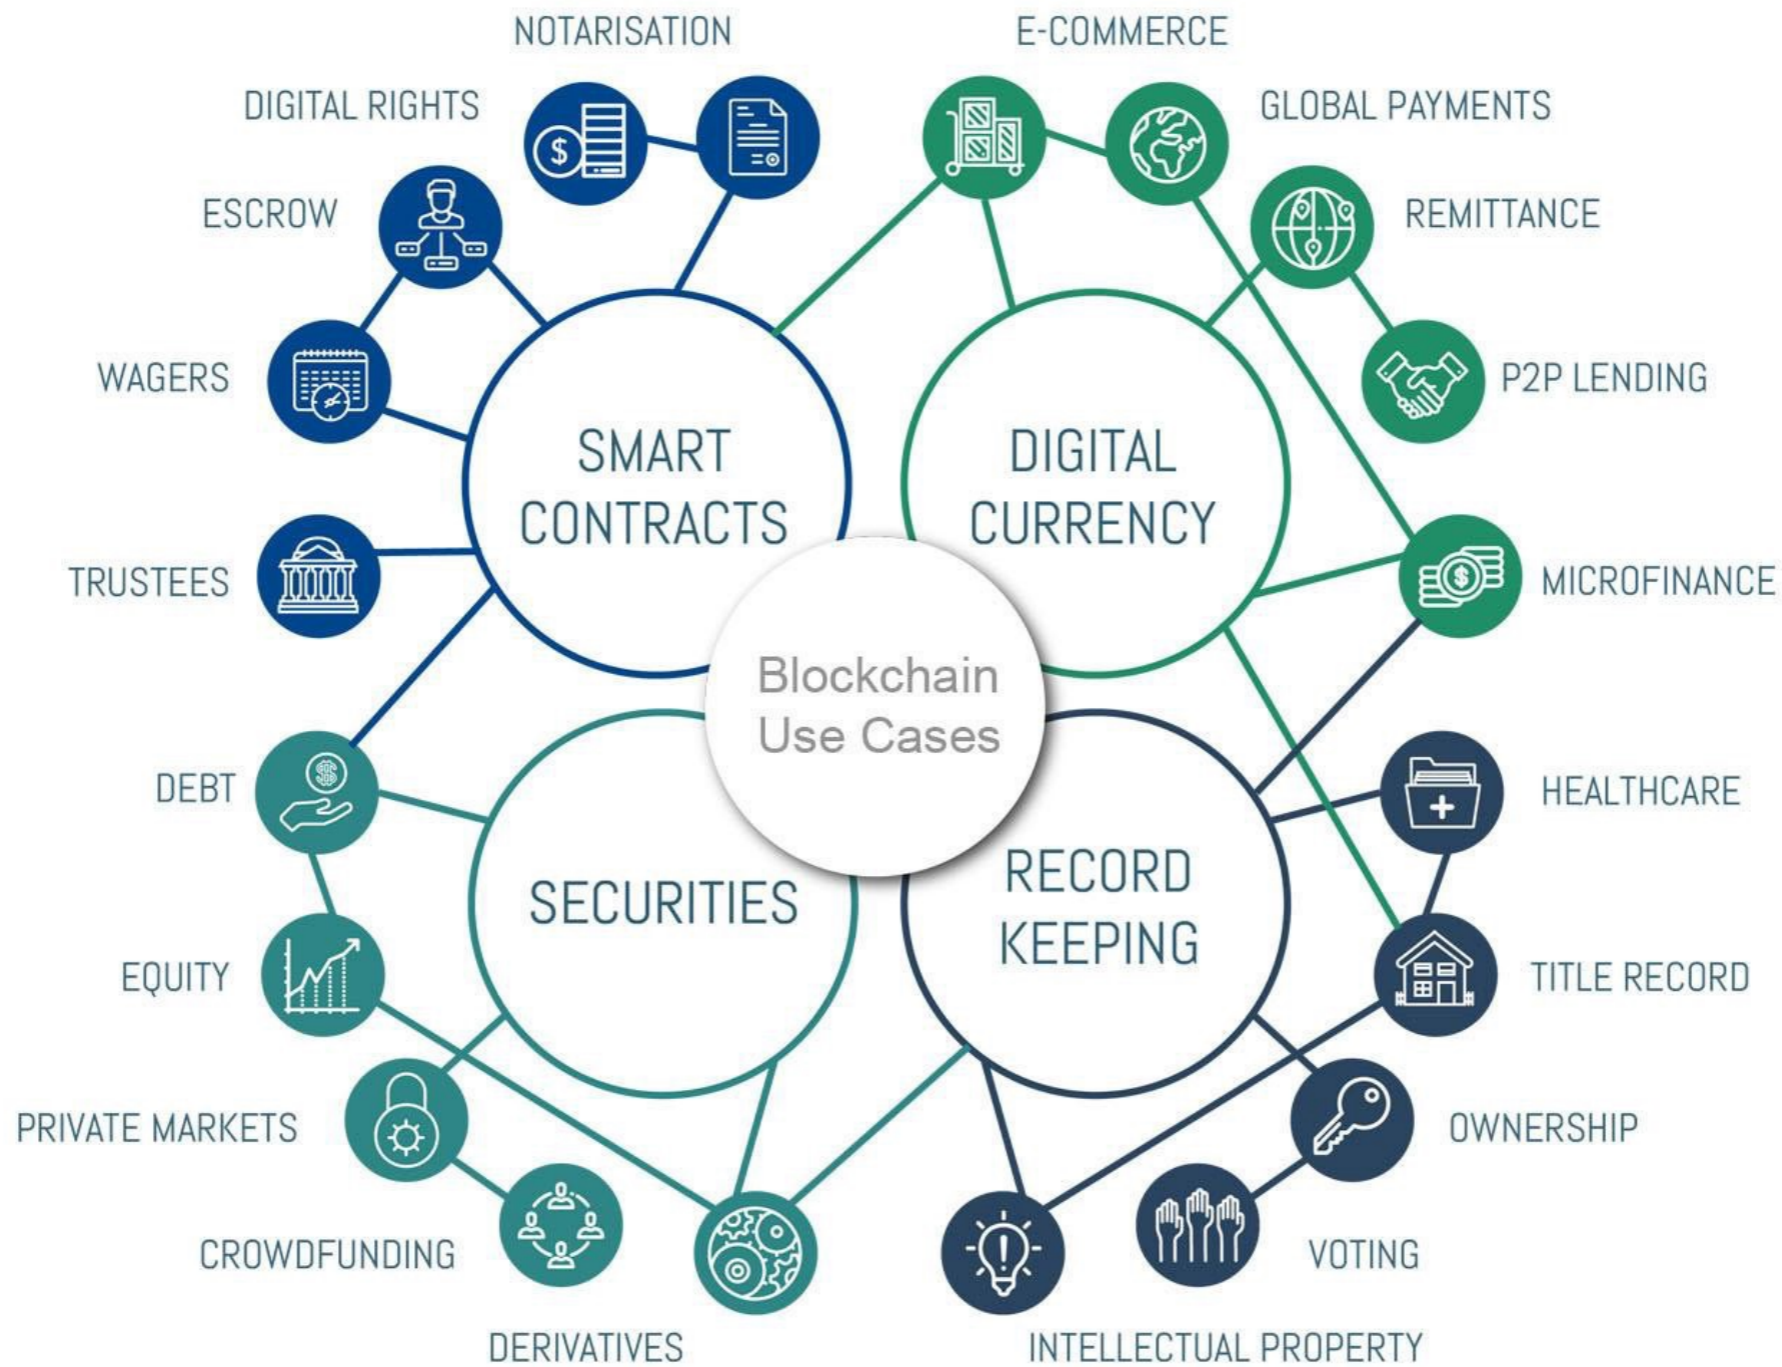 NOTARISATION
E-COMMERCE
DIGITAL RIGHTS
GLOBAL PAYMENTS
ESCROW
REMITTANCE
WAGERS
P2P LENDING
SMART
CONTRACTS
DIGITAL
CURRENCY
TRUSTEES
MICROFINANCE
Blockchain
Use Cases
DEBT
HEALTHCARE
SECURITIES
RECORD
KEEPING
EQUITY
TITLE RECORD
PRIVATE MARKETS
OWNERSHIP
CROWDFUNDING
VOTING
DERIVATIVES
INTELLECTUAL PROPERTY